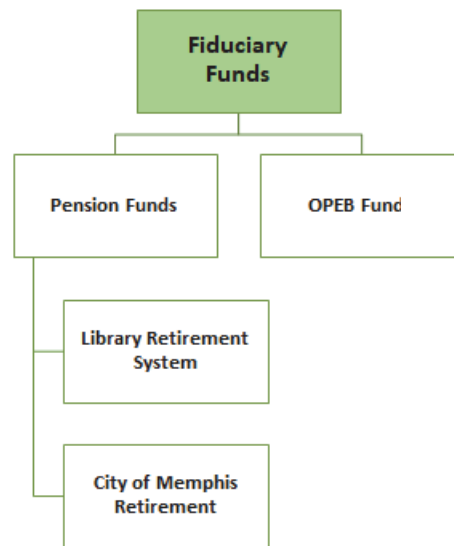 Fiduciary
Funds
Pension Funds
OPEB Fund
Library Retirement
System
City of Memphis
Retirement